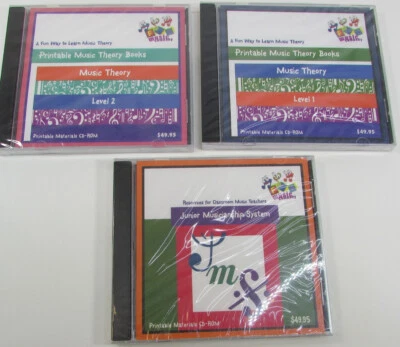 A Fun Way to Learn Music Theory
Printable Music Theory Books
Music Theory
Level 2
Printable Materials CD-ROM
$49.95
A Fun Way to Learn Music Theory
Printable Music Theory Books
Music Theory
Level 1
Printable Materials CD-ROM
$49.95
Resources for Classroom Music Teachers
Junior Musicianship System
Jmf
Printable Materials CD-ROM
$49.95